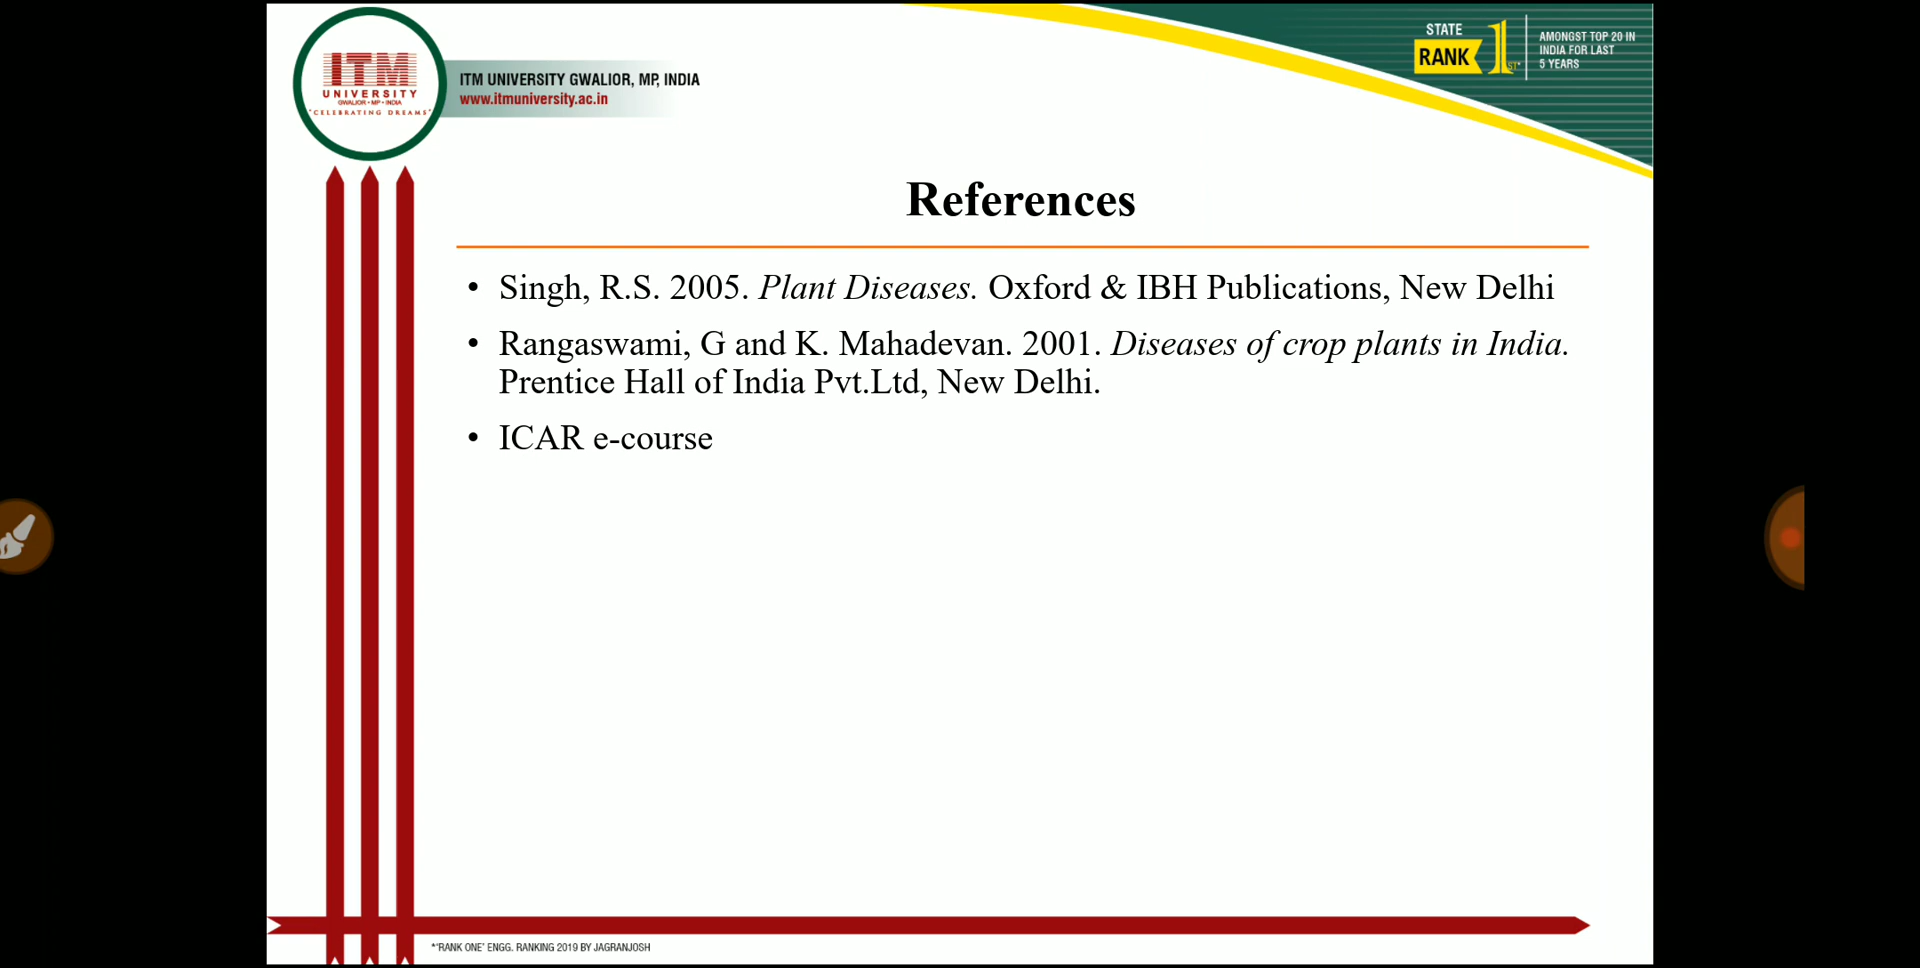 ITM
UNIVERSITY
GWALIOR • MP • INDIA
"CELEBRATING DREAMS"
ITM UNIVERSITY GWALIOR, MP, INDIA
www.itmuniversity.ac.in
STATE
RANK 1ST*
AMONGST TOP 20 IN
INDIA FOR LAST
5 YEARS
References
• Singh, R.S. 2005. Plant Diseases. Oxford & IBH Publications, New Delhi
• Rangaswami, G and K. Mahadevan. 2001. Diseases of crop plants in India.
Prentice Hall of India Pvt.Ltd, New Delhi.
• ICAR e-course
*"RANK ONE" ENGG. RANKING 2019 BY JAGRANJOSH